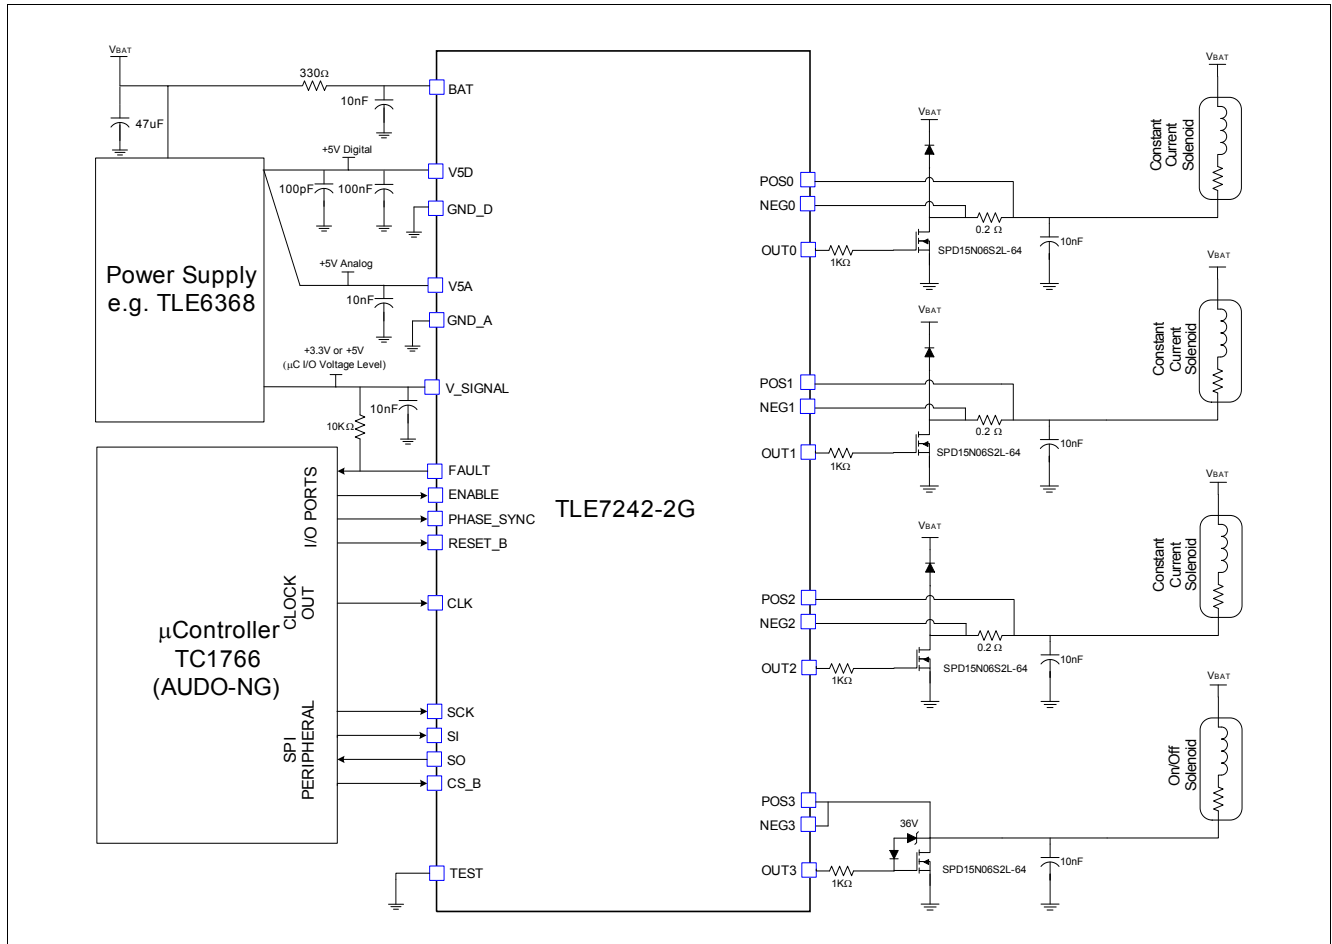 VBAT
330Ω
10nF
BAT
47uF
+5V Digital
V5D
100pF
100nF
GND_D
Power Supply
e.g. TLE6368
+5V Analog
V5A
10nF
GND_A
+3.3V or +5V
(μC I/O Voltage Level)
V_SIGNAL
10nF
10KΩ
FAULT
ENABLE
PHASE_SYNC
RESET_B
I/O PORTS
CLOCK
OUT
CLK
μController
TC1766
(AUDO-NG)
SPI
PERIPHERAL
SCK
SI
SO
CS_B
TEST
TLE7242-2G
POS0
NEG0
OUT0
1KΩ
VBAT
0.2 Ω
SPD15N06S2L-64
10nF
VBAT
Constant
Current
Solenoid
POS1
NEG1
OUT1
1KΩ
VBAT
0.2 Ω
SPD15N06S2L-64
10nF
VBAT
Constant
Current
Solenoid
POS2
NEG2
OUT2
1KΩ
VBAT
0.2 Ω
SPD15N06S2L-64
10nF
VBAT
Constant
Current
Solenoid
POS3
NEG3
OUT3
1KΩ
36V
SPD15N06S2L-64
10nF
VBAT
On/Off
Solenoid